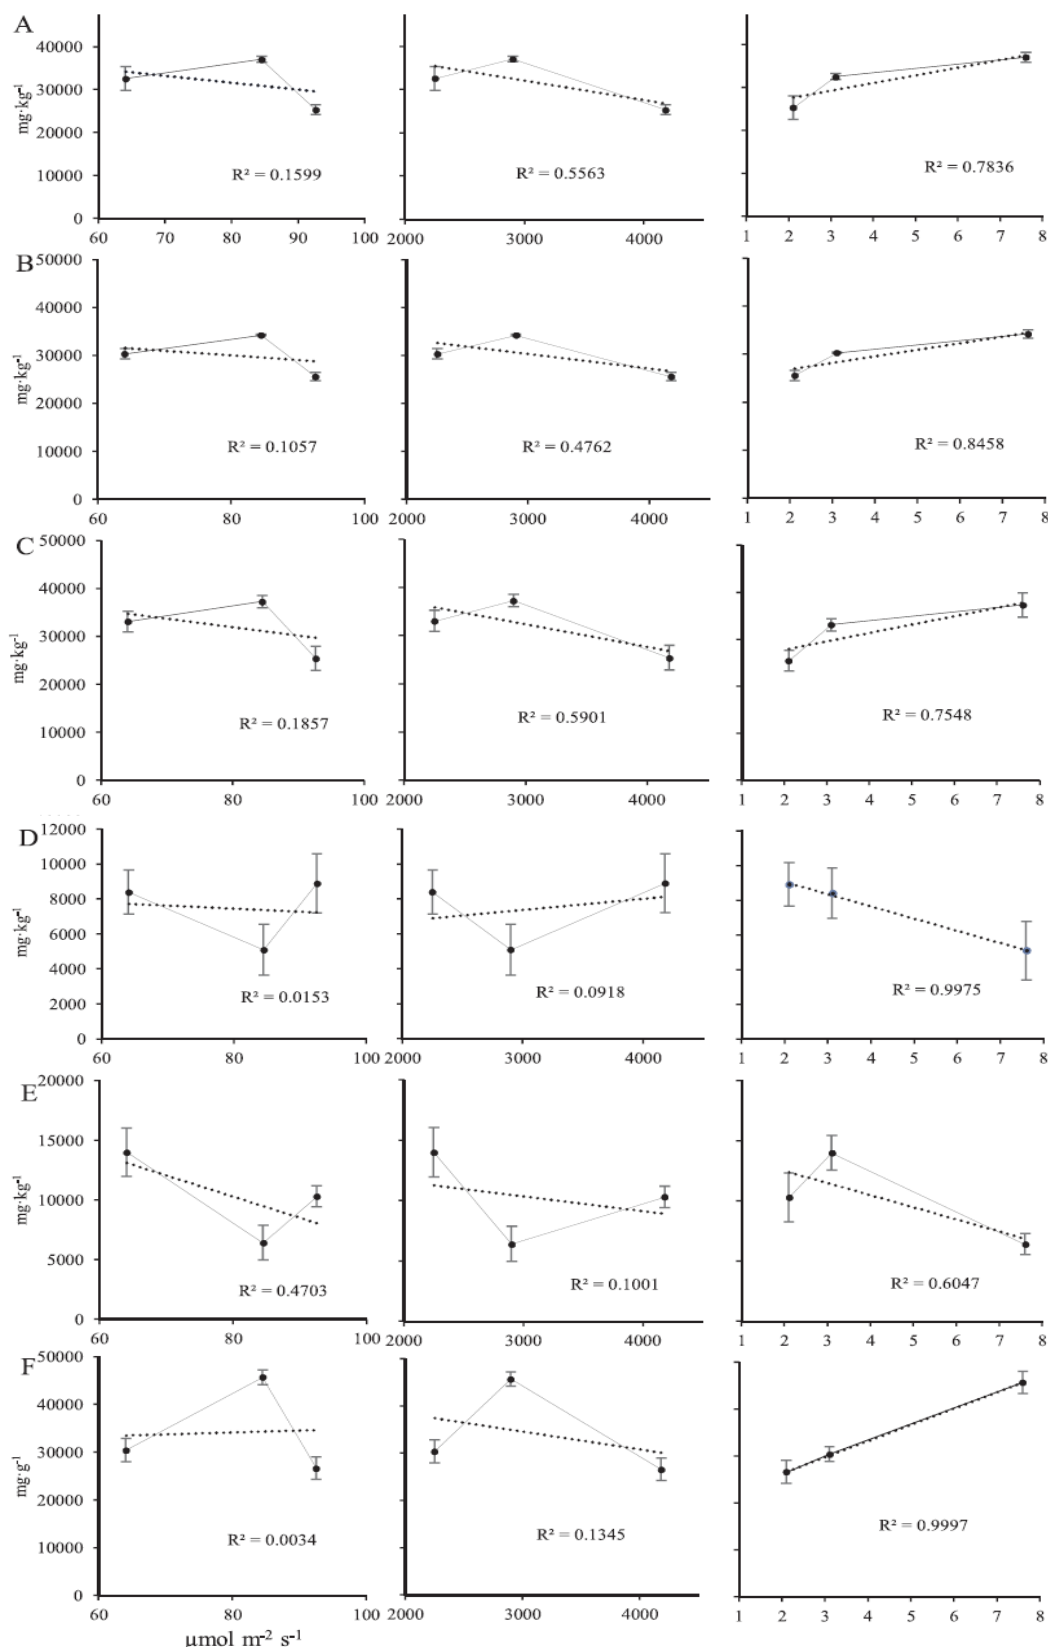 A
40000
30000
20000
10000
0
mg·kg⁻¹
R² = 0.1599
R² = 0.5563
R² = 0.7836
60 70 80 90 100
2000 3000 4000
1 2 3 4 5 6 7 8
B
50000
40000
30000
20000
10000
0
mg·kg⁻¹
R² = 0.1057
R² = 0.4762
R² = 0.8458
60 80 100
2000 3000 4000
1 2 3 4 5 6 7 8
C
50000
40000
30000
20000
10000
0
mg·kg⁻¹
R² = 0.1857
R² = 0.5901
R² = 0.7548
60 80 100
2000 3000 4000
1 2 3 4 5 6 7 8
D
12000
10000
8000
6000
4000
2000
0
mg·kg⁻¹
R² = 0.0153
R² = 0.0918
R² = 0.9975
60 80 100
2000 3000 4000
1 2 3 4 5 6 7 8
E
20000
15000
10000
5000
0
mg·kg⁻¹
R² = 0.4703
R² = 0.1001
R² = 0.6047
60 80 100
2000 3000 4000
1 2 3 4 5 6 7 8
F
50000
40000
30000
20000
10000
0
mg·g⁻¹
R² = 0.0034
R² = 0.1345
R² = 0.9997
60 80 100
2000 3000 4000
1 2 3 4 5 6 7 8
μmol m⁻² s⁻¹